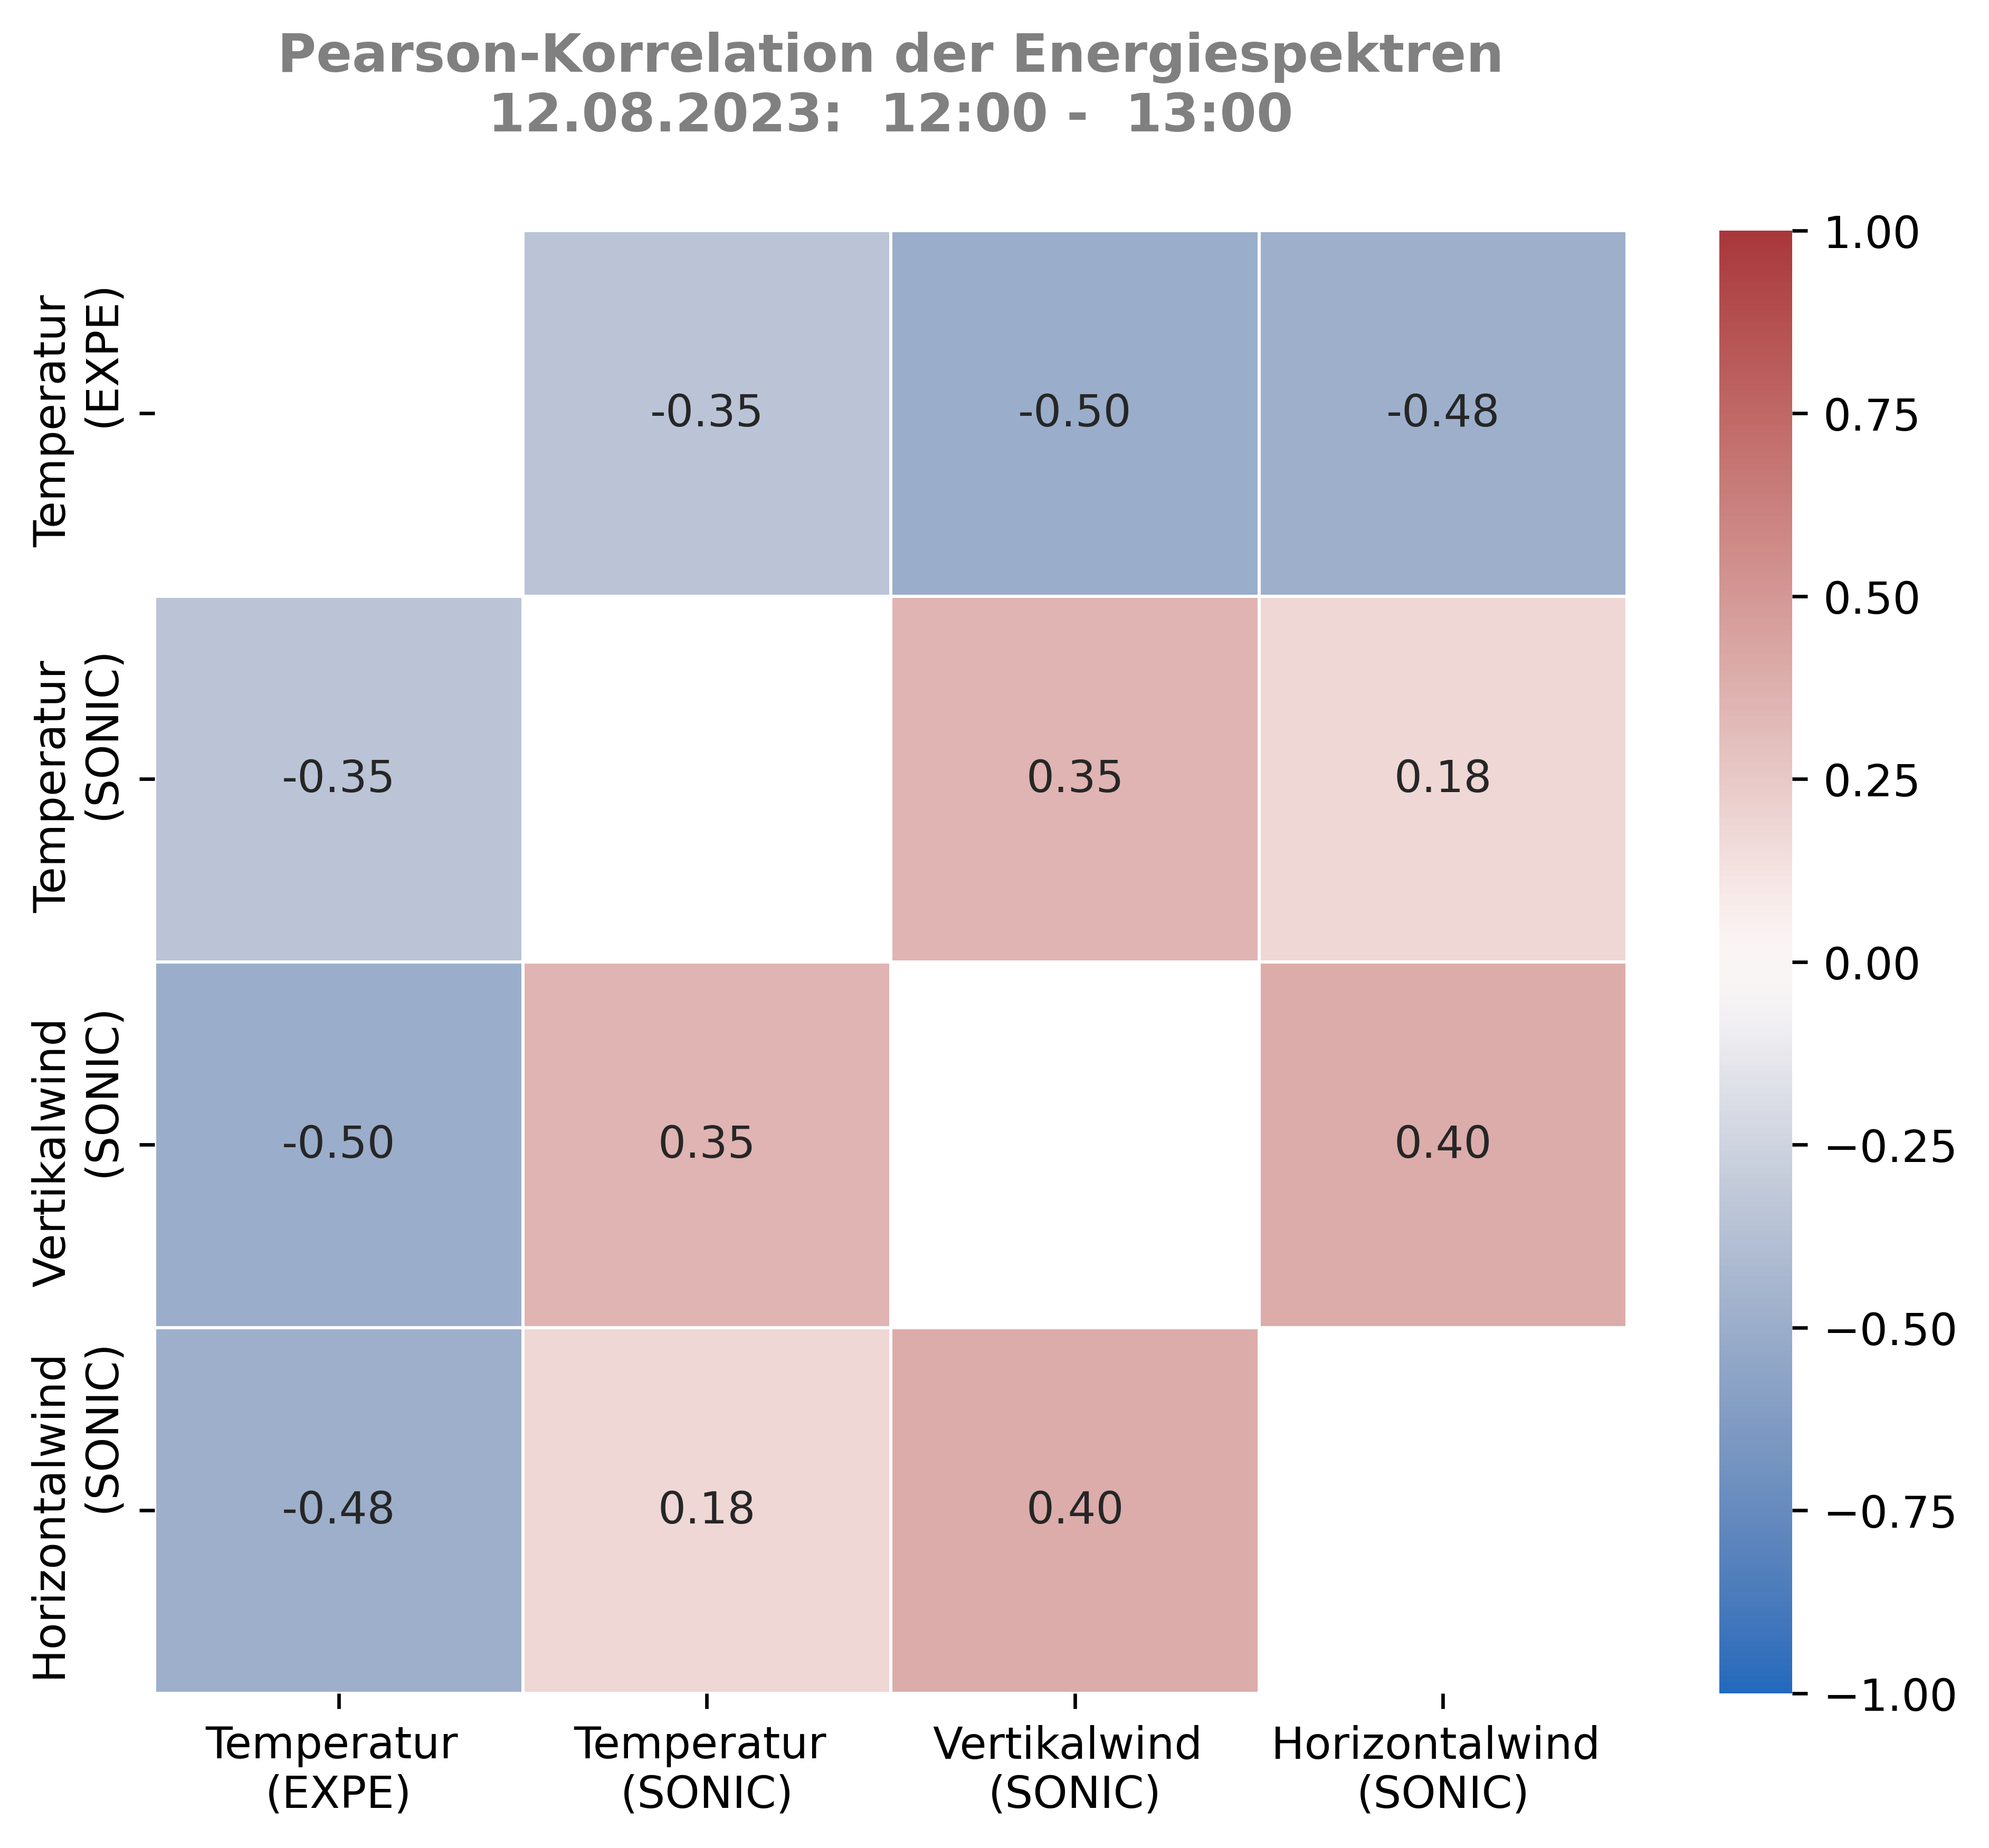 Pearson-Korrelation der Energiespektren
12.08.2023:  12:00 -  13:00
Temperatur
(EXPE)
-0.35
-0.50
-0.48
Temperatur
(SONIC)
-0.35
0.35
0.18
Vertikalwind
(SONIC)
-0.50
0.35
0.40
Horizontalwind
(SONIC)
-0.48
0.18
0.40
Temperatur
(EXPE)
Temperatur
(SONIC)
Vertikalwind
(SONIC)
Horizontalwind
(SONIC)
1.00
0.75
0.50
0.25
0.00
−0.25
−0.50
−0.75
−1.00